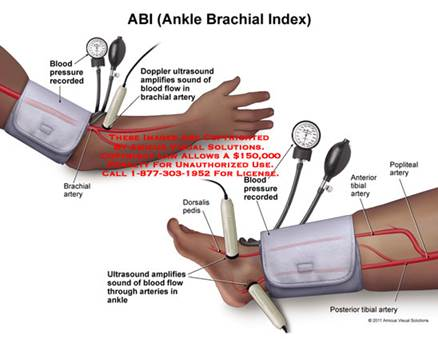 ABI (Ankle Brachial Index)
Blood
pressure
recorded
Doppler ultrasound
amplifies sound of
blood flow in
brachial artery
These Images Are Copyrighted
By Amicus Visual Solutions.
Copyright Law Allows A $150,000
Penalty For Unauthorized Use.
Call 1-877-303-1952 For License.
Brachial
artery
Blood
pressure
recorded
Dorsalis
pedis
Anterior
tibial
artery
Popliteal
artery
Ultrasound amplifies
sound of blood flow
through arteries in
ankle
Posterior tibial artery
© 2011 Amicus Visual Solutions